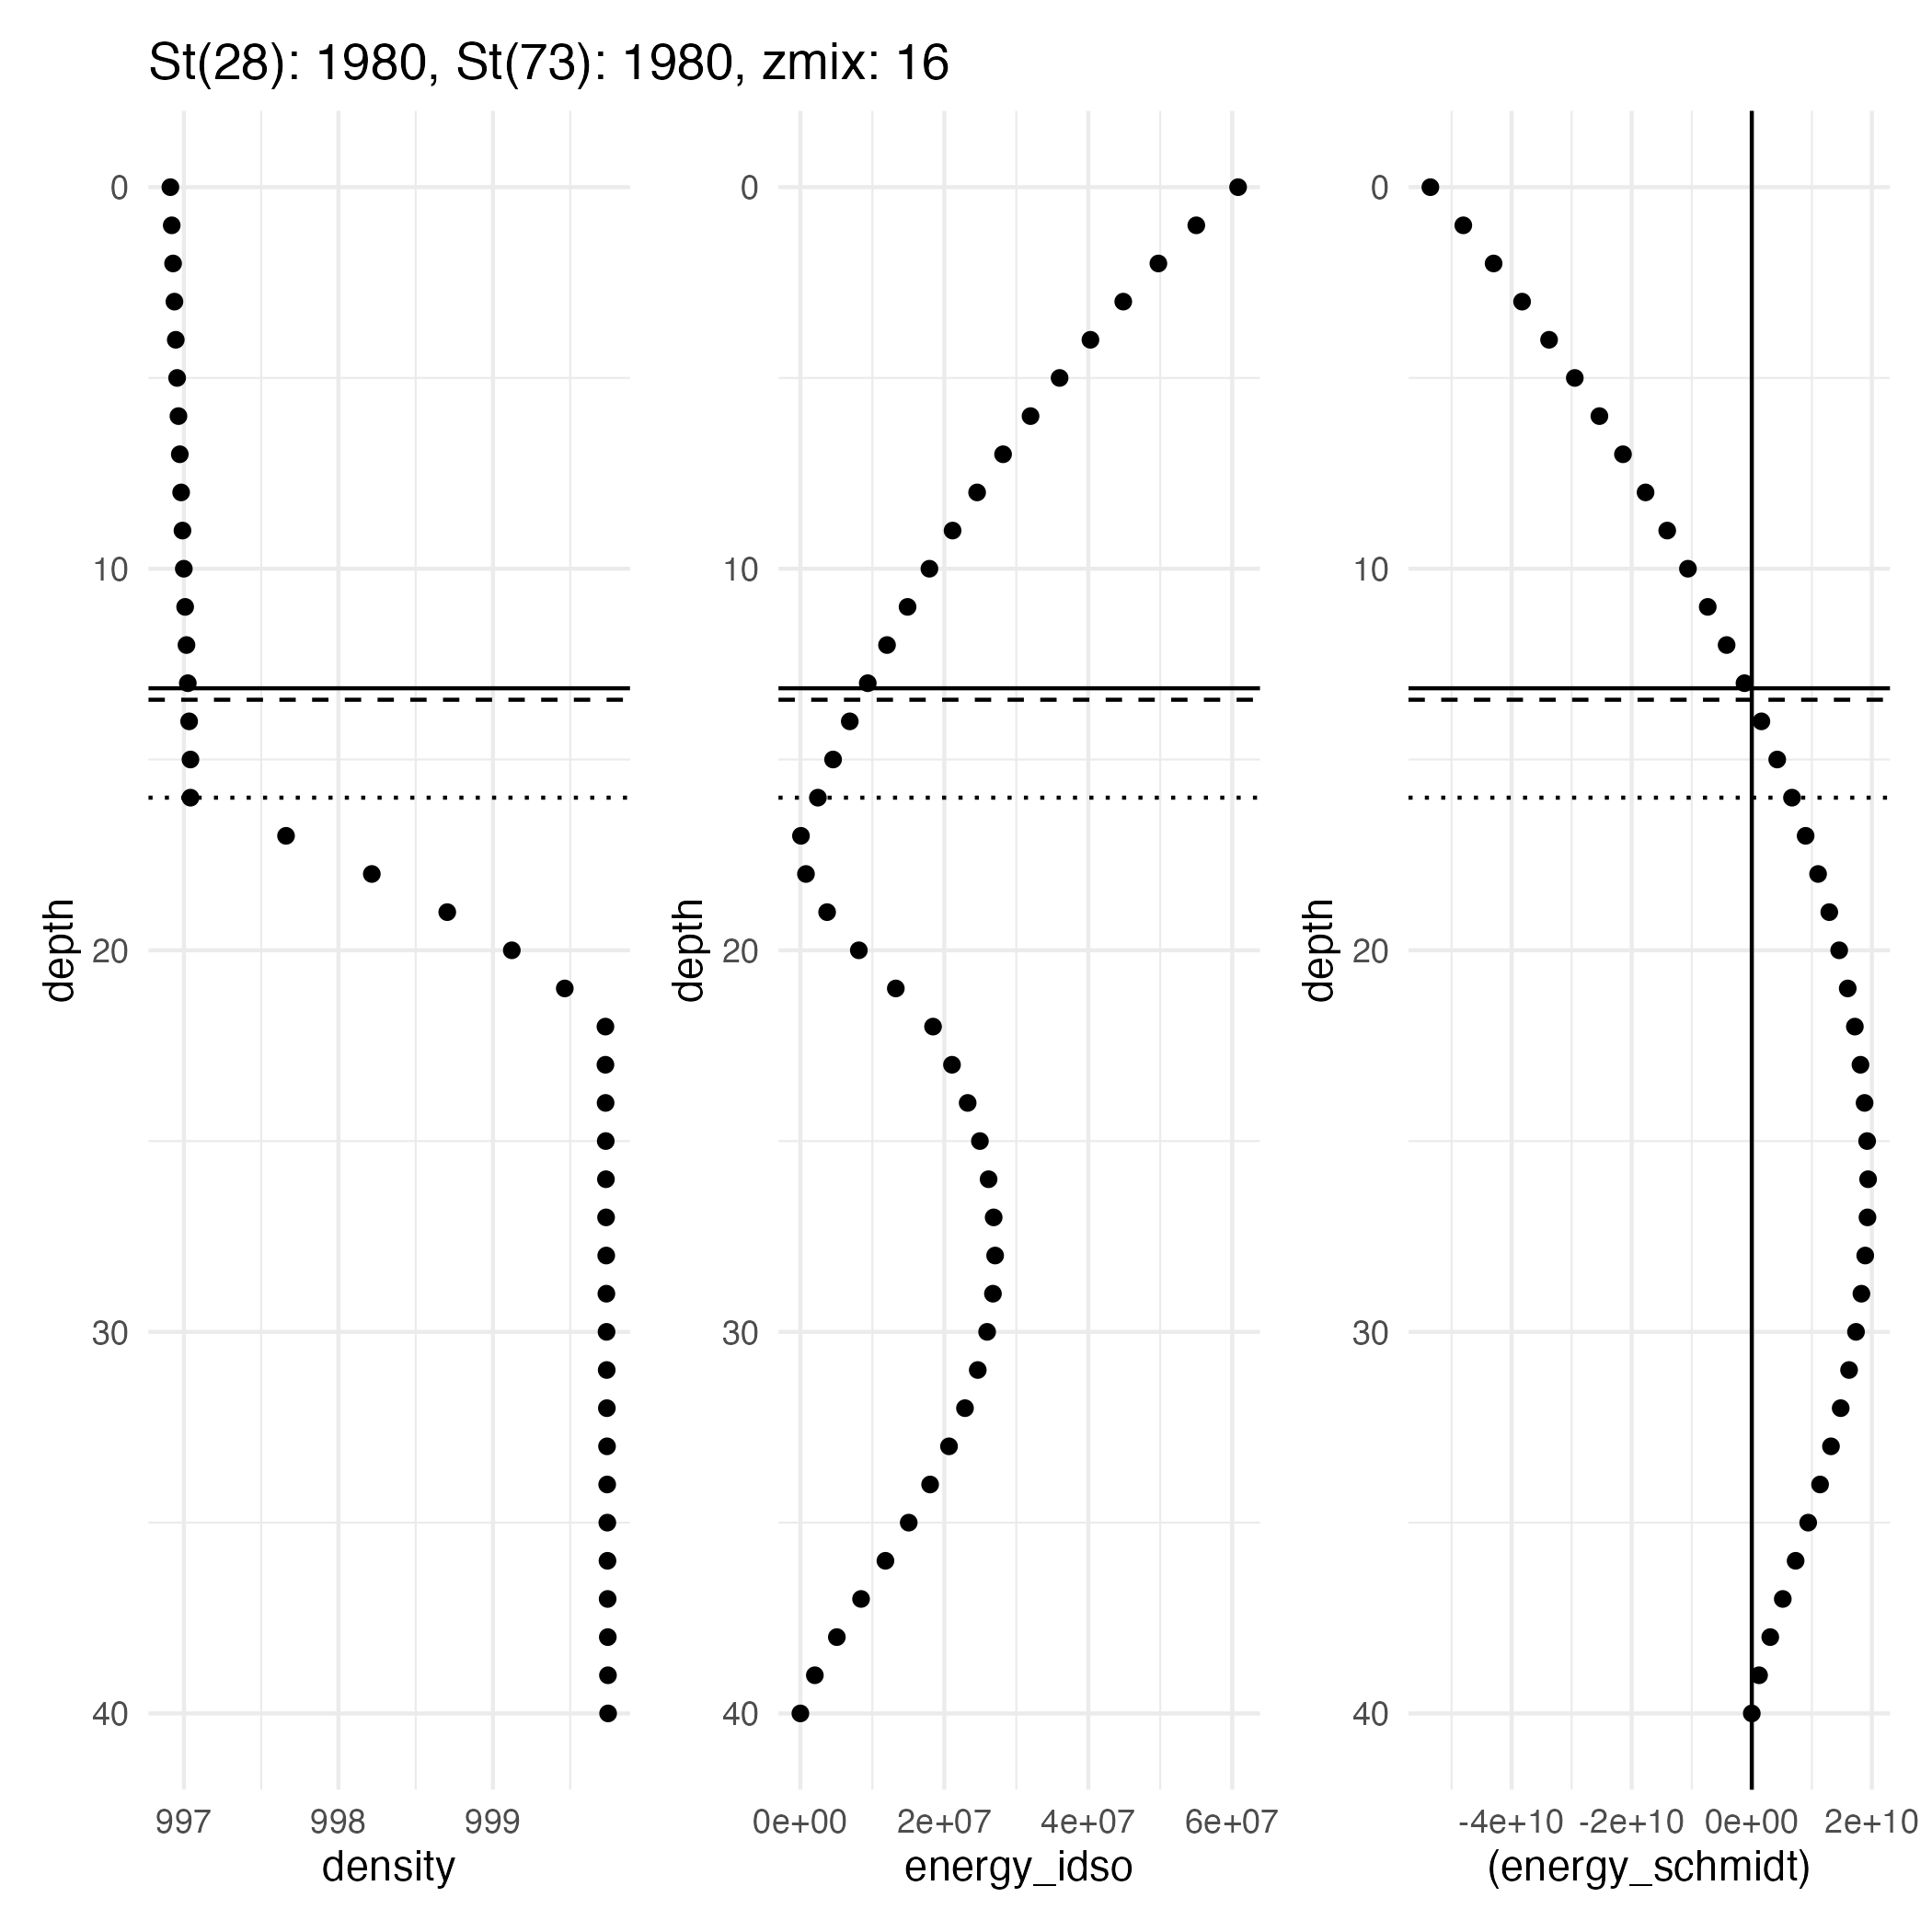 St(28): 1980, St(73): 1980, zmix: 16
0
10
20
30
40
depth
997 998 999
density
0
10
20
30
40
depth
0e+00 2e+07 4e+07 6e+07
energy_idso
0
10
20
30
40
depth
-4e+10 -2e+10 0e+00 2e+10
(energy_schmidt)